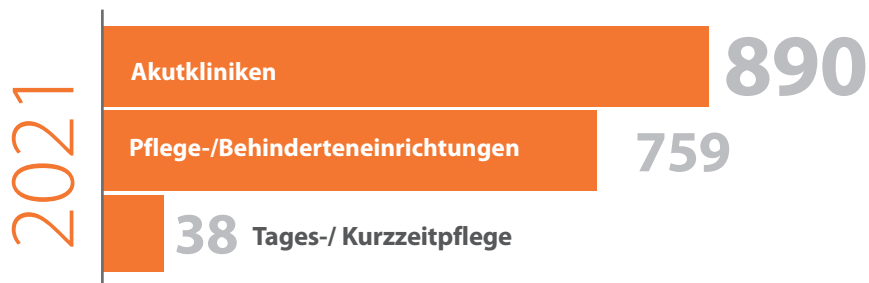 2021
Akutkliniken
890
Pflege-/Behinderteneinrichtungen
759
38 Tages-/ Kurzzeitpflege